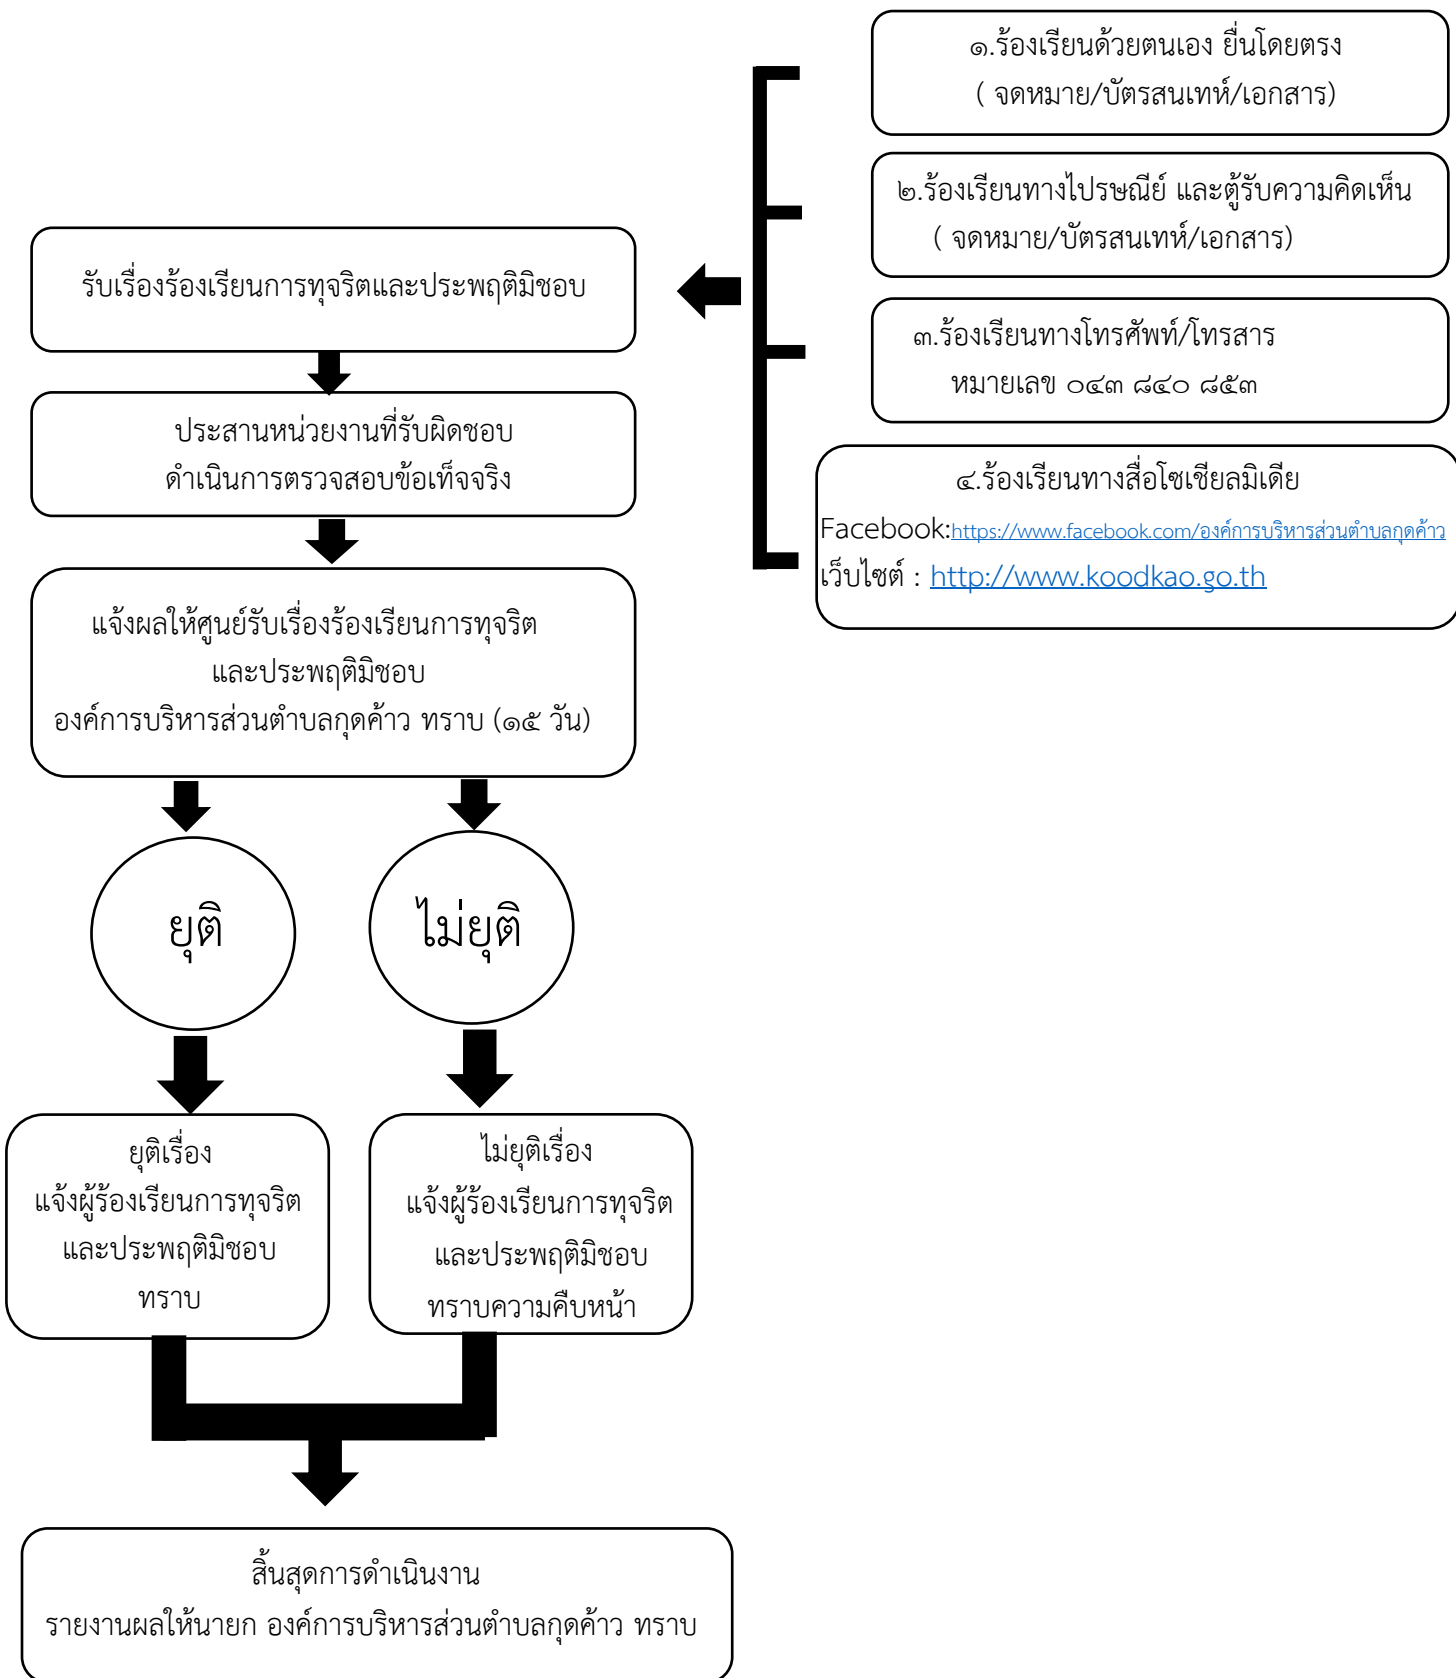 ๑.ร้องเรียนด้วยตนเอง ยื่นโดยตรง
( จดหมาย/บัตรสนเทห์/เอกสาร)
๒.ร้องเรียนทางไปรษณีย์ และตู้รับความคิดเห็น
( จดหมาย/บัตรสนเทห์/เอกสาร)
๓.ร้องเรียนทางโทรศัพท์/โทรสาร
หมายเลข ๐๔๓ ๘๔๐ ๘๕๓
๔.ร้องเรียนทางสื่อโซเชียลมิเดีย
Facebook:https://www.facebook.com/องค์การบริหารส่วนตำบลกุดค้าว
เว็บไซต์ : http://www.koodkao.go.th
รับเรื่องร้องเรียนการทุจริตและประพฤติมิชอบ
ประสานหน่วยงานที่รับผิดชอบ
ดำเนินการตรวจสอบข้อเท็จจริง
แจ้งผลให้ศูนย์รับเรื่องร้องเรียนการทุจริต
และประพฤติมิชอบ
องค์การบริหารส่วนตำบลกุดค้าว ทราบ (๑๕ วัน)
ยุติ
ไม่ยุติ
ยุติเรื่อง
แจ้งผู้ร้องเรียนการทุจริต
และประพฤติมิชอบ
ทราบ
ไม่ยุติเรื่อง
แจ้งผู้ร้องเรียนการทุจริต
และประพฤติมิชอบ
ทราบความคืบหน้า
สิ้นสุดการดำเนินงาน
รายงานผลให้นายก องค์การบริหารส่วนตำบลกุดค้าว ทราบ